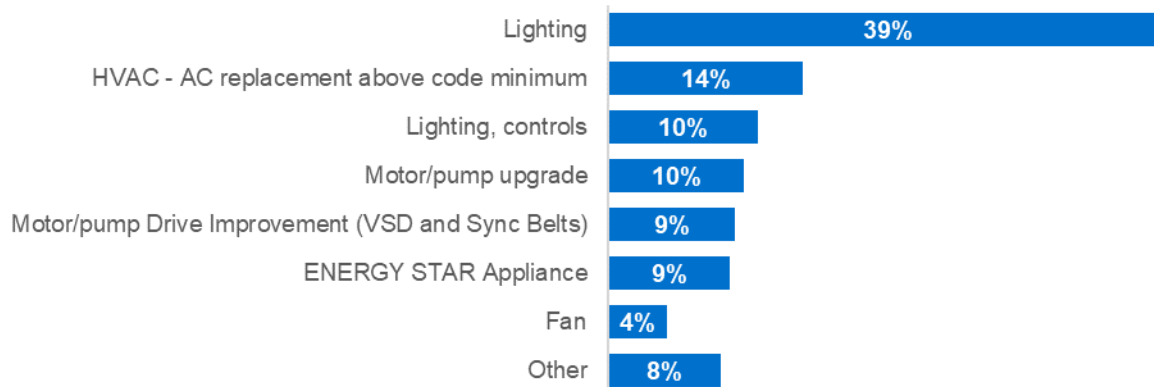 Lighting 39%
HVAC - AC replacement above code minimum 14%
Lighting, controls 10%
Motor/pump upgrade 10%
Motor/pump Drive Improvement (VSD and Sync Belts) 9%
ENERGY STAR Appliance 9%
Fan 4%
Other 8%